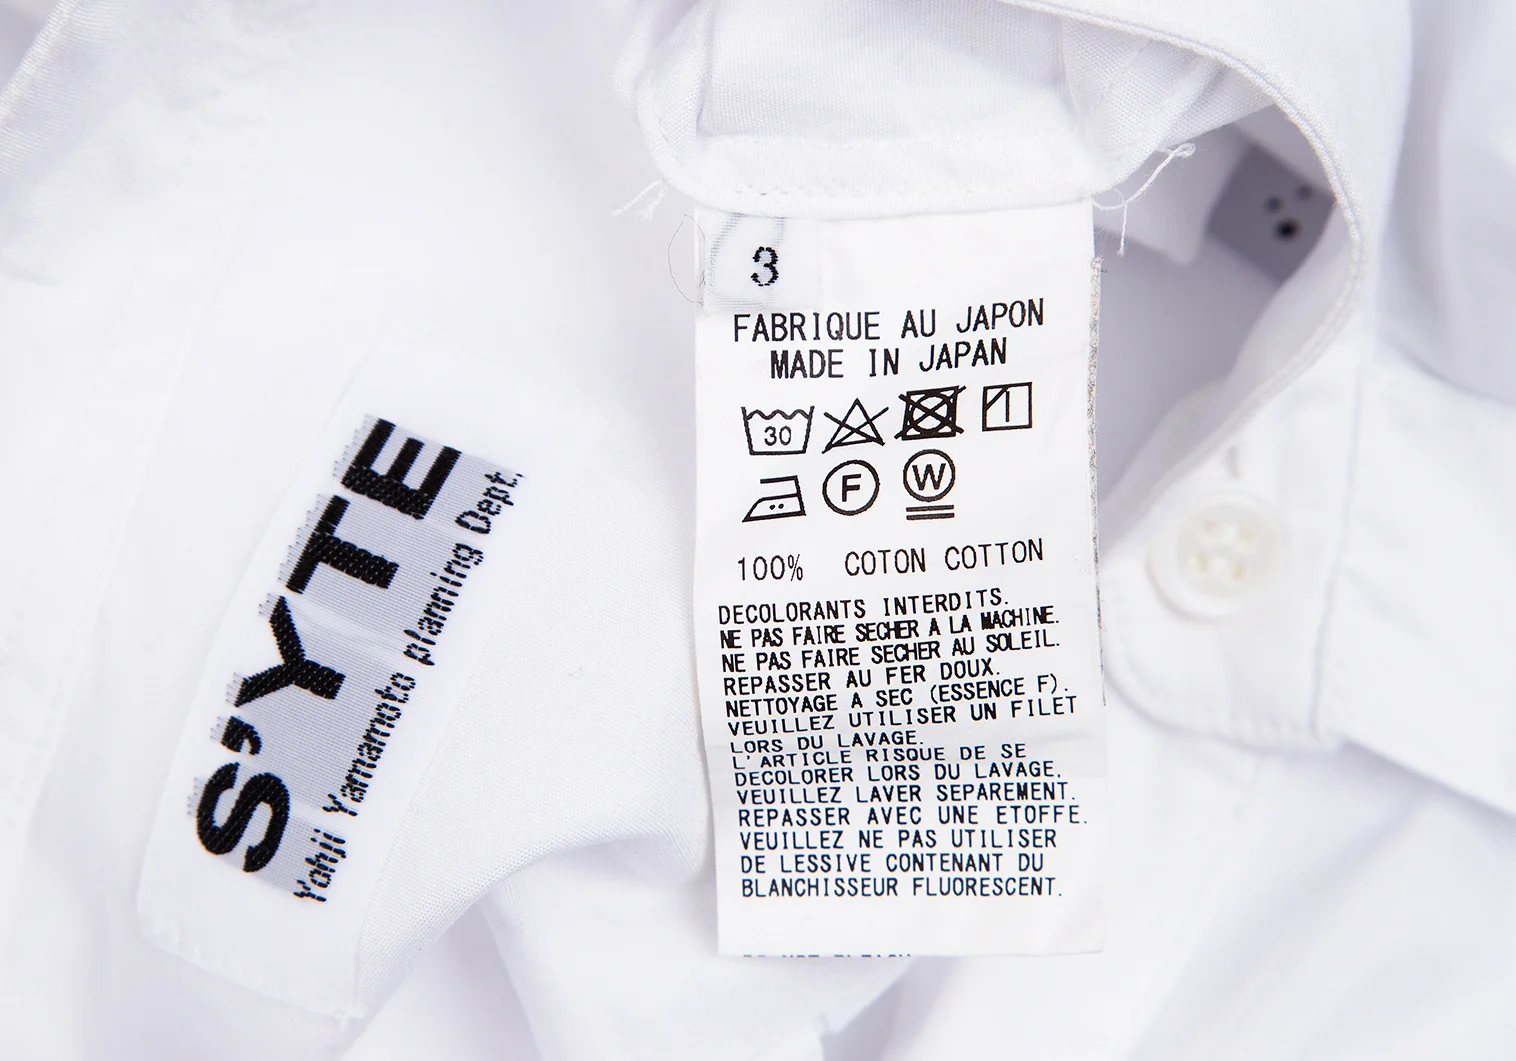 S'YTE
Yohji Yamamoto planning Dept.
3
FABRIQUE AU JAPON
MADE IN JAPAN
30
F
W
100% COTON COTTON
DECOLORANTS INTERDITS.
NE PAS FAIRE SECHER A LA MACHINE.
NE PAS FAIRE SECHER AU SOLEIL.
REPASSER AU FER DOUX.
NETTOYAGE A SEC (ESSENCE F).
VEUILLEZ UTILISER UN FILET
LORS DU LAVAGE.
L'ARTICLE RISQUE DE SE
DECOLORER LORS DU LAVAGE.
VEUILLEZ LAVER SEPAREMENT.
REPASSER AVEC UNE ETOFFE.
VEUILLEZ NE PAS UTILISER
DE LESSIVE CONTENANT DU
BLANCHISSEUR FLUORESCENT.